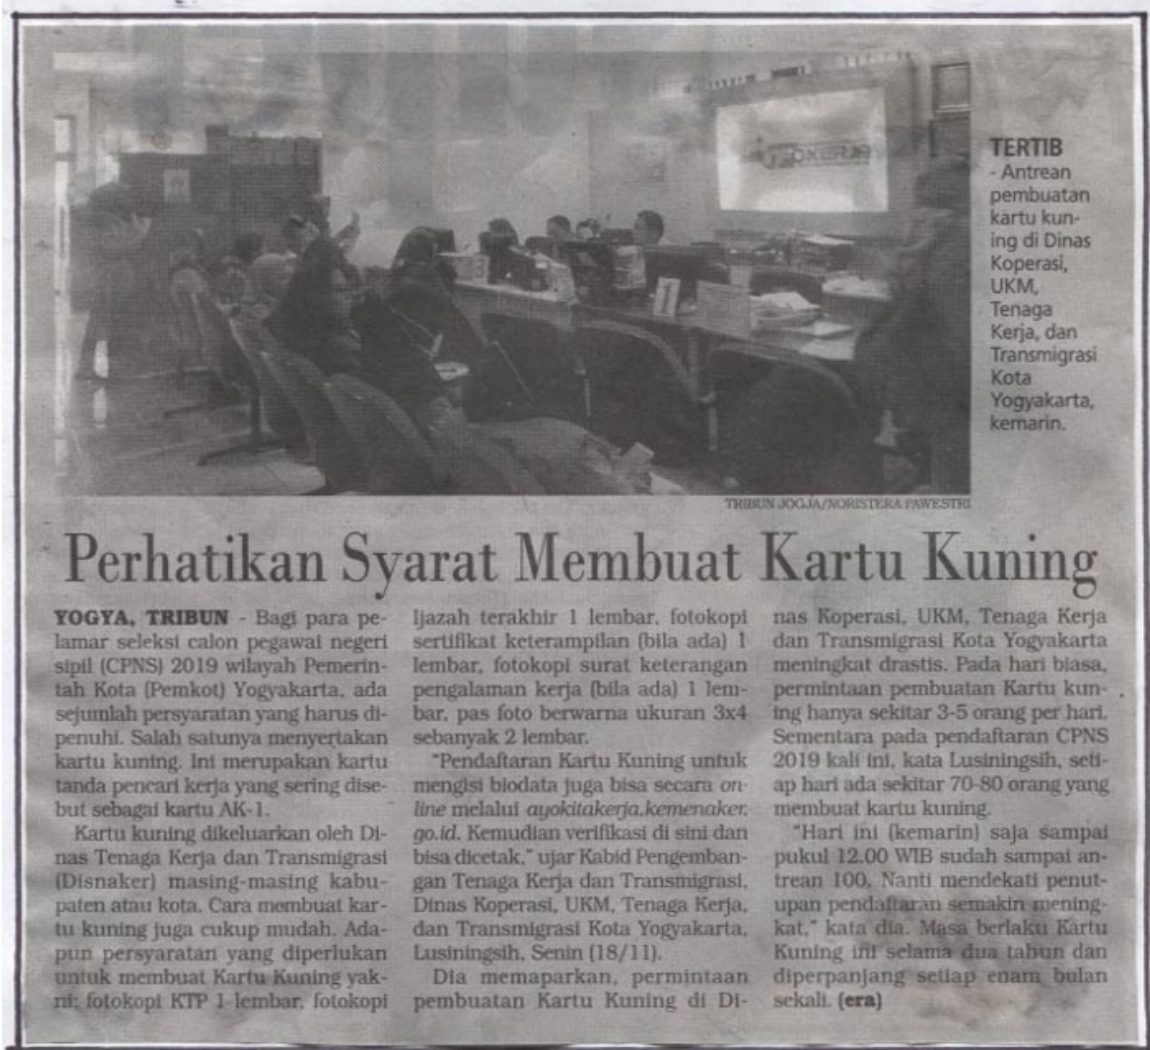 TERTIB
- Antrean
pembuatan
kartu kun-
ing di Dinas
Koperasi,
UKM,
Tenaga
Kerja, dan
Transmigrasi
Kota
Yogyakarta,
kemarin.
TRIBUN JOGJA/NORISTERA PAWESTRI
Perhatikan Syarat Membuat Kartu Kuning
YOGYA, TRIBUN - Bagi para pe-
lamar seleksi calon pegawai negeri
sipil (CPNS) 2019 wilayah Pemerin-
tah Kota (Pemkot) Yogyakarta, ada
sejumlah persyaratan yang harus di-
penuhi. Salah satunya menyertakan
kartu kuning. Ini merupakan kartu
tanda pencari kerja yang sering dise-
but sebagai kartu AK-1.
Kartu kuning dikeluarkan oleh Di-
nas Tenaga Kerja dan Transmigrasi
(Disnaker) masing-masing kabu-
paten atau kota. Cara membuat kar-
tu kuning juga cukup mudah. Ada-
pun persyaratan yang diperlukan
untuk membuat Kartu Kuning yak-
ni; fotokopi KTP 1 lembar, fotokopi
Ijazah terakhir 1 lembar, fotokopi
sertifikat keterampilan (bila ada) 1
lembar, fotokopi surat keterangan
pengalaman kerja (bila ada) 1 lem-
bar, pas foto berwarna ukuran 3x4
sebanyak 2 lembar.
"Pendaftaran Kartu Kuning untuk
mengisi biodata juga bisa secara on-
line melalui ayokitakerja.kemenaker.
go.id. Kemudian verifikasi di sini dan
bisa dicetak," ujar Kabid Pengemban-
gan Tenaga Kerja dan Transmigrasi,
Dinas Koperasi, UKM, Tenaga Kerja,
dan Transmigrasi Kota Yogyakarta,
Lusiningsih, Senin (18/11).
Dia memaparkan, permintaan
pembuatan Kartu Kuning di Di-
nas Koperasi, UKM, Tenaga Kerja
dan Transmigrasi Kota Yogyakarta
meningkat drastis. Pada hari biasa,
permintaan pembuatan Kartu kun-
ing hanya sekitar 3-5 orang per hari.
Sementara pada pendaftaran CPNS
2019 kali ini, kata Lusiningsih, seti-
ap hari ada sekitar 70-80 orang yang
membuat kartu kuning.
"Hari ini (kemarin) saja sampai
pukul 12.00 WIB sudah sampai an-
trean 100. Nanti mendekati penut-
upan pendaftaran semakin mening-
kat," kata dia. Masa berlaku Kartu
Kuning ini selama dua tahun dan
diperpanjang setiap enam bulan
sekali. (era)